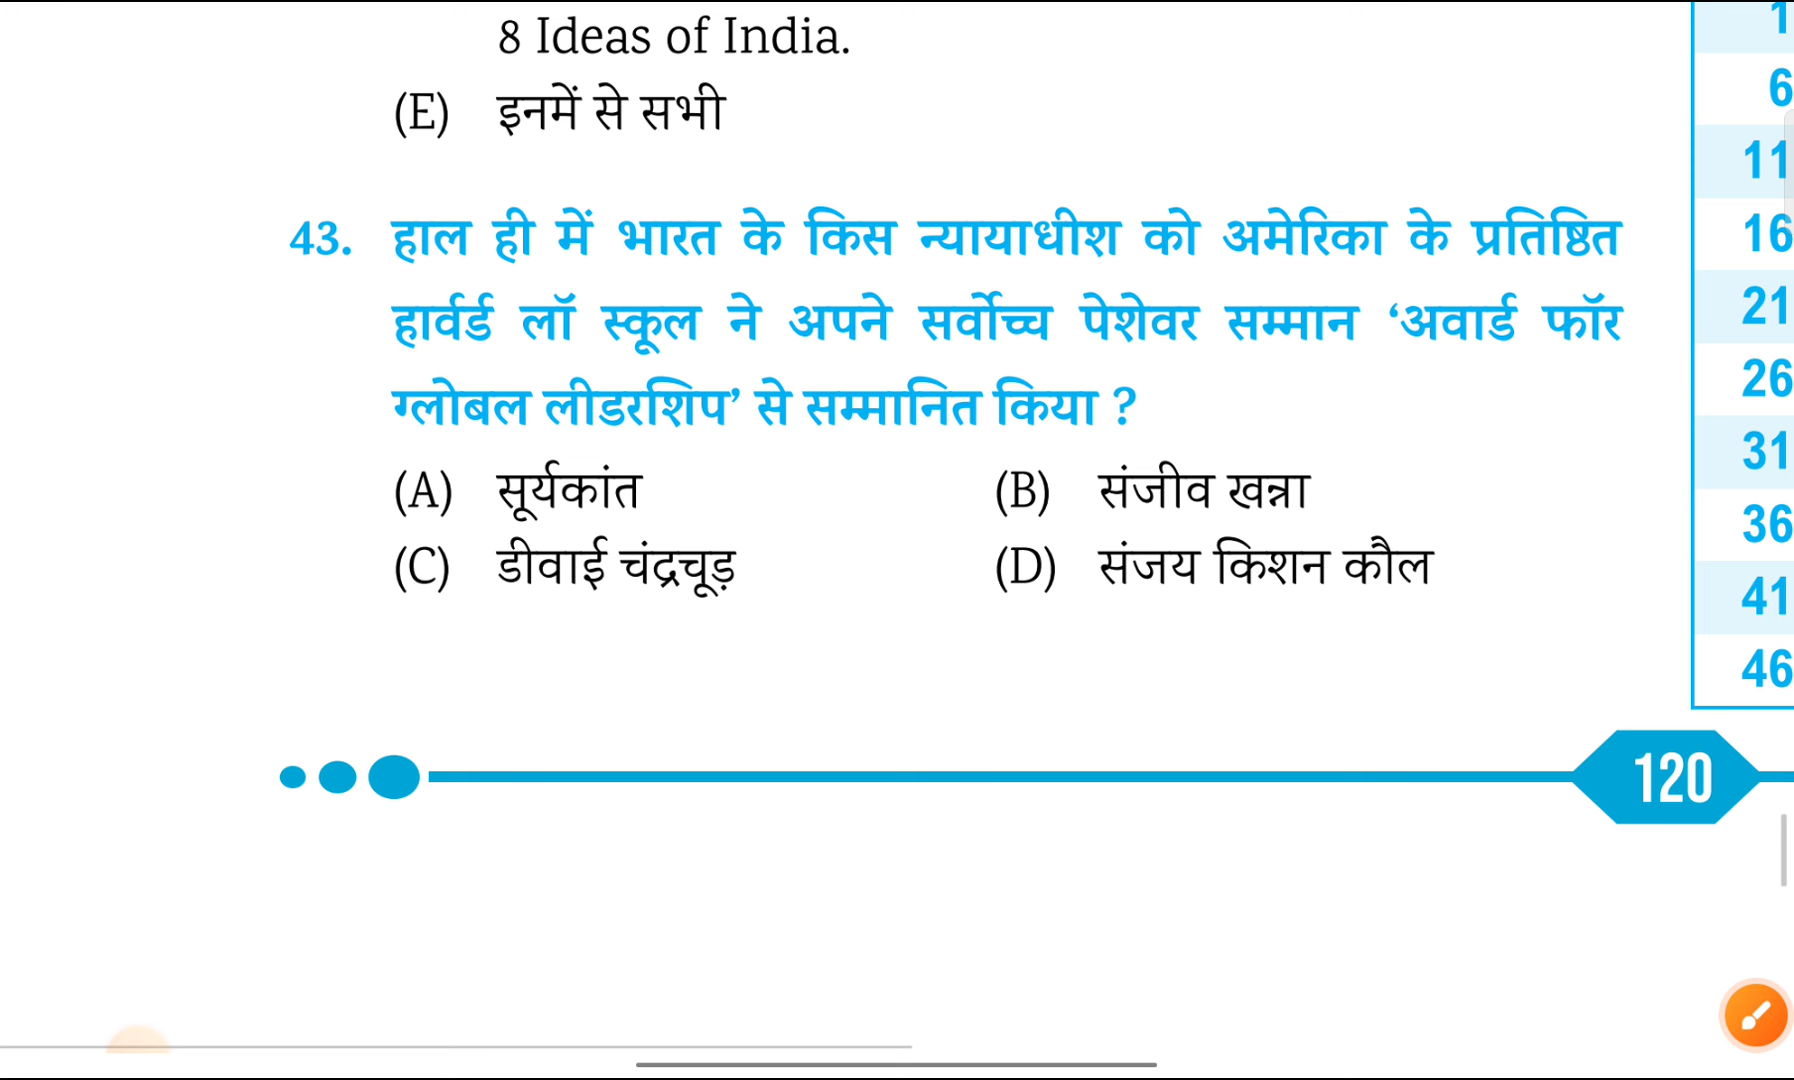 8 Ideas of India.
(E) इनमें से सभी
43. हाल ही में भारत के किस न्यायाधीश को अमेरिका के प्रतिष्ठित
हार्वर्ड लॉ स्कूल ने अपने सर्वोच्च पेशेवर सम्मान ‘अवार्ड फॉर
ग्लोबल लीडरशिप’ से सम्मानित किया ?
(A) सूर्यकांत (B) संजीव खन्ना
(C) डीवाई चंद्रचूड़ (D) संजय किशन कौल
1
6
11
16
21
26
31
36
41
46
120